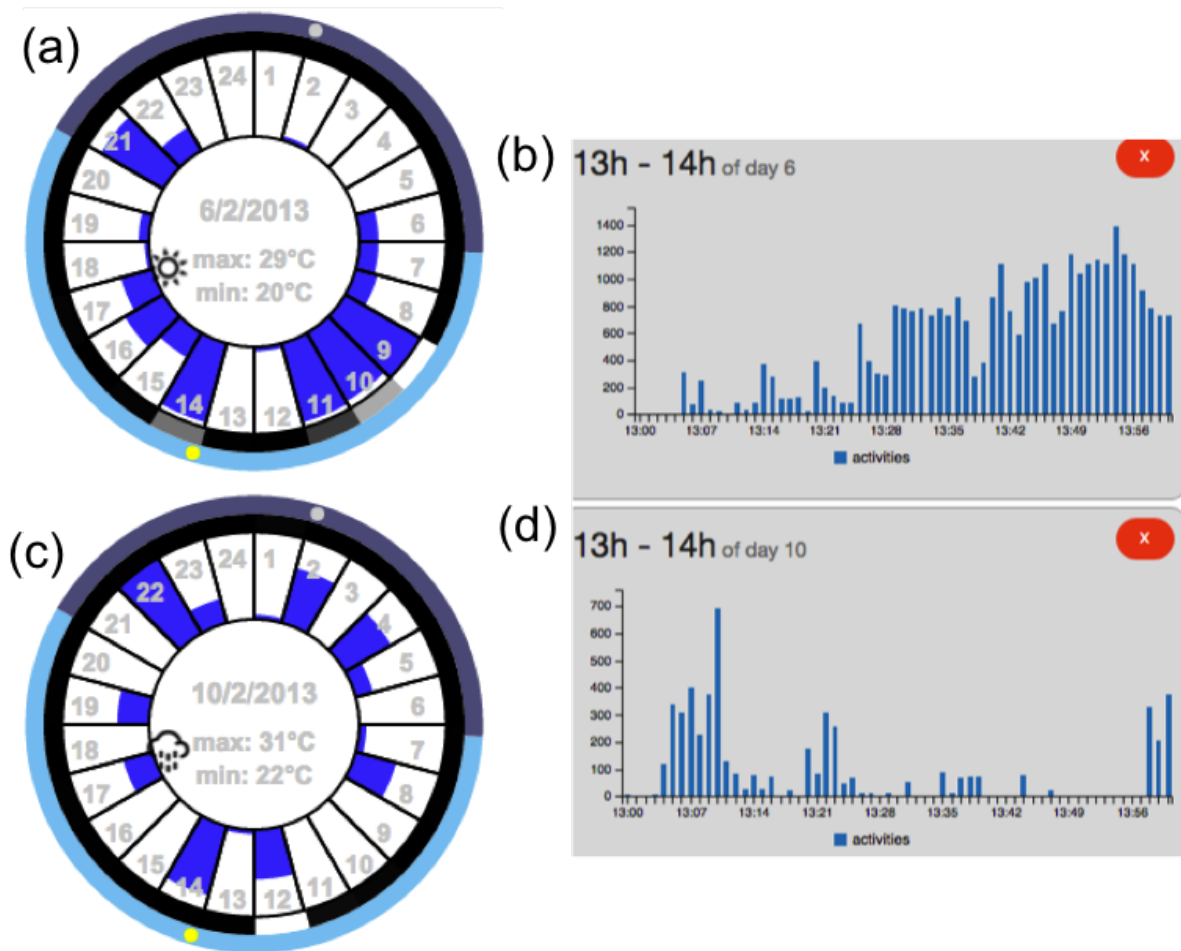 (a)
24 1
23 2
22 3
21 4
20 5
19 6
18 7
17 8
16 9
15 10
14 13 12 11
6/2/2013
max: 29°C
min: 20°C
(b)
13h - 14h of day 6
X
1400
1200
1000
800
600
400
200
0
13:00 13:07 13:14 13:21 13:28 13:35 13:42 13:49 13:56
activities
(c)
24 1
23 2
22 3
21 4
20 5
19 6
18 7
17 8
16 9
15 10
14 13 12 11
10/2/2013
max: 31°C
min: 22°C
(d)
13h - 14h of day 10
X
700
600
500
400
300
200
100
0
13:00 13:07 13:14 13:21 13:28 13:35 13:42 13:49 13:56
activities